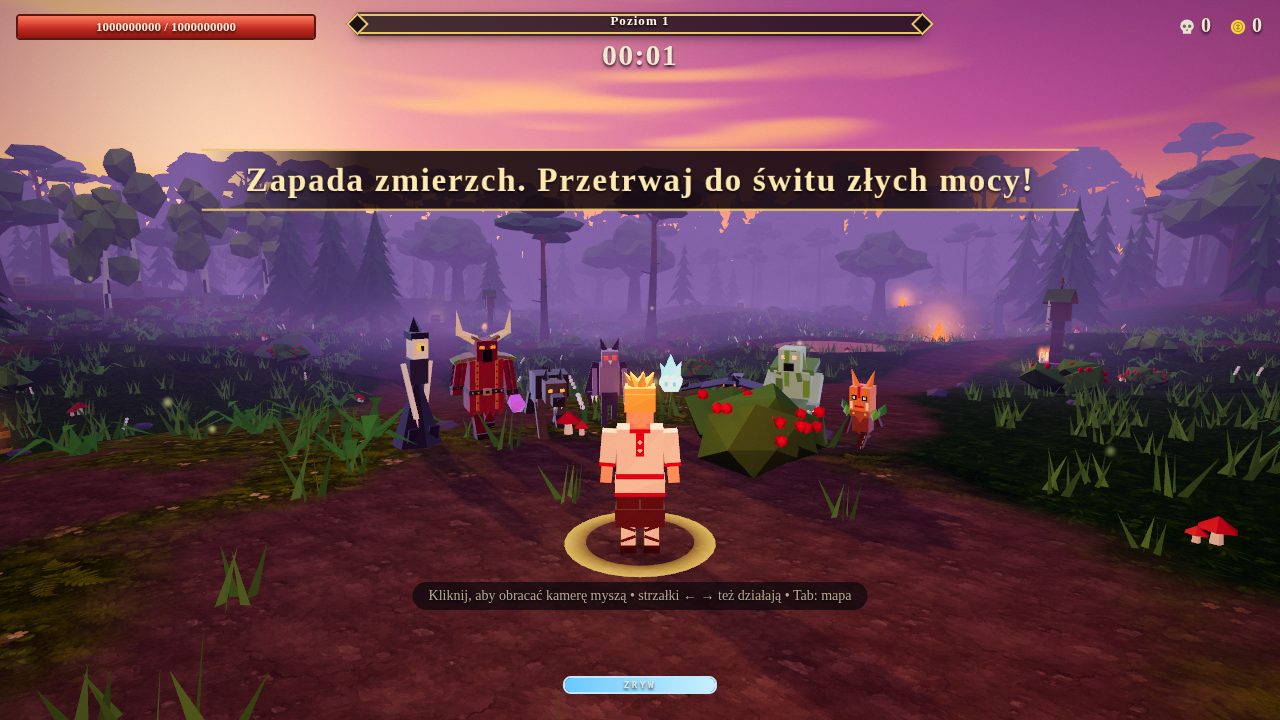 1000000000 / 1000000000
Poziom 1
0
0
00:01
Zapada zmierzch. Przetrwaj do świtu złych mocy!
Kliknij, aby obracać kamerę myszą • strzałki ← → też działają • Tab: mapa
ZRYW